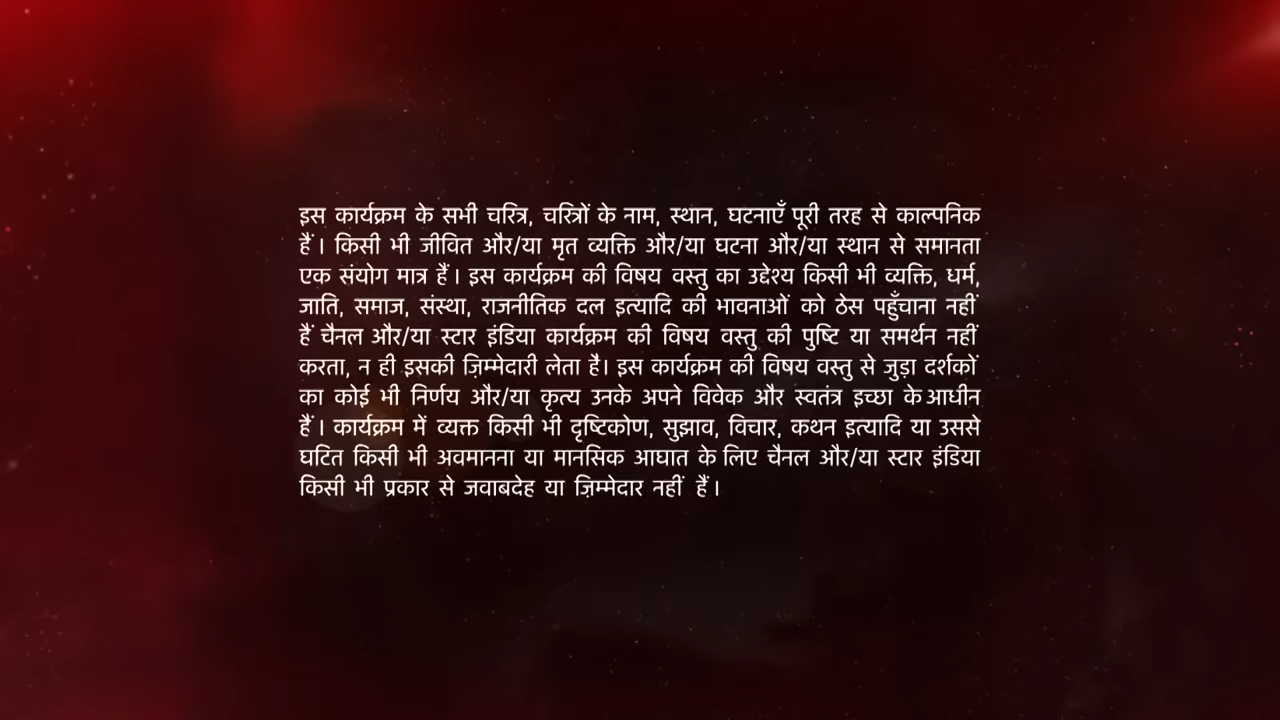 इस कार्यक्रम के सभी चरित्र, चरित्रों के नाम, स्थान, घटनाएँ पूरी तरह से काल्पनिक
हैं। किसी भी जीवित और/या मृत व्यक्ति और/या घटना और/या स्थान से समानता
एक संयोग मात्र हैं। इस कार्यक्रम की विषय वस्तु का उद्देश्य किसी भी व्यक्ति, धर्म,
जाति, समाज, संस्था, राजनीतिक दल इत्यादि की भावनाओं को ठेस पहुँचाना नहीं
हैं चैनल और/या स्टार इंडिया कार्यक्रम की विषय वस्तु की पुष्टि या समर्थन नहीं
करता, न ही इसकी ज़िम्मेदारी लेता है। इस कार्यक्रम की विषय वस्तु से जुड़ा दर्शकों
का कोई भी निर्णय और/या कृत्य उनके अपने विवेक और स्वतंत्र इच्छा के आधीन
हैं। कार्यक्रम में व्यक्त किसी भी दृष्टिकोण, सुझाव, विचार, कथन इत्यादि या उससे
घटित किसी भी अवमानना या मानसिक आघात के लिए चैनल और/या स्टार इंडिया
किसी भी प्रकार से जवाबदेह या ज़िम्मेदार नहीं हैं।